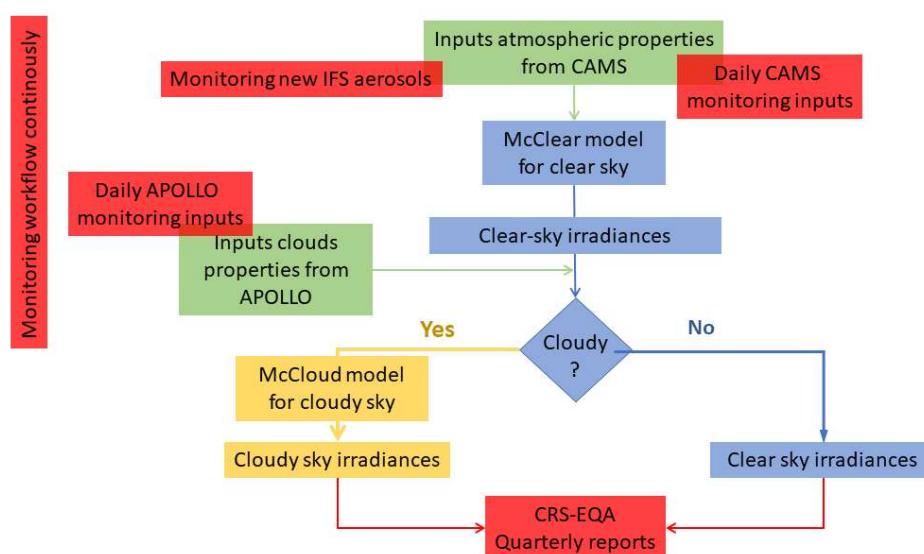 Monitoring workflow continously
Inputs atmospheric properties
from CAMS
Monitoring new IFS aerosols
Daily CAMS
monitoring inputs
McClear model
for clear sky
Daily APOLLO
monitoring inputs
Clear-sky irradiances
Inputs clouds
properties from
APOLLO
Yes
No
Cloudy
?
McCloud model
for cloudy sky
Cloudy sky irradiances
Clear sky irradiances
CRS-EQA
Quarterly reports